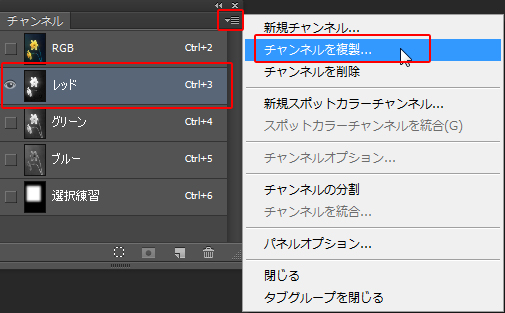 チャンネル
RGB Ctrl+2
レッド Ctrl+3
グリーン Ctrl+4
ブルー Ctrl+5
選択練習 Ctrl+6
新規チャンネル...
チャンネルを複製...
チャンネルを削除
新規スポットカラーチャンネル...
スポットカラーチャンネルを統合(G)
チャンネルオプション...
チャンネルの分割
チャンネルを統合...
パネルオプション...
閉じる
タブグループを閉じる